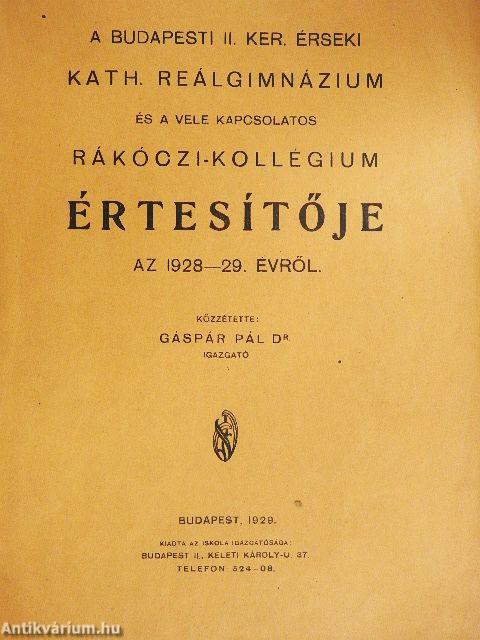 A BUDAPESTI II. KER. ÉRSEKI
KATH. REÁLGIMNÁZIUM
ÉS A VELE KAPCSOLATOS
RÁKÓCZI-KOLLÉGIUM
ÉRTESÍTŐJE
AZ 1928—29. ÉVRŐL.
KÖZZÉTETTE:
GÁSPÁR PÁL DR.
IGAZGATÓ
BUDAPEST, 1929.
KIADTA AZ ISKOLA IGAZGATÓSÁGA:
BUDAPEST II., KELETI KÁROLY-U. 37.
TELEFON 524—08.
Antikvárium.hu